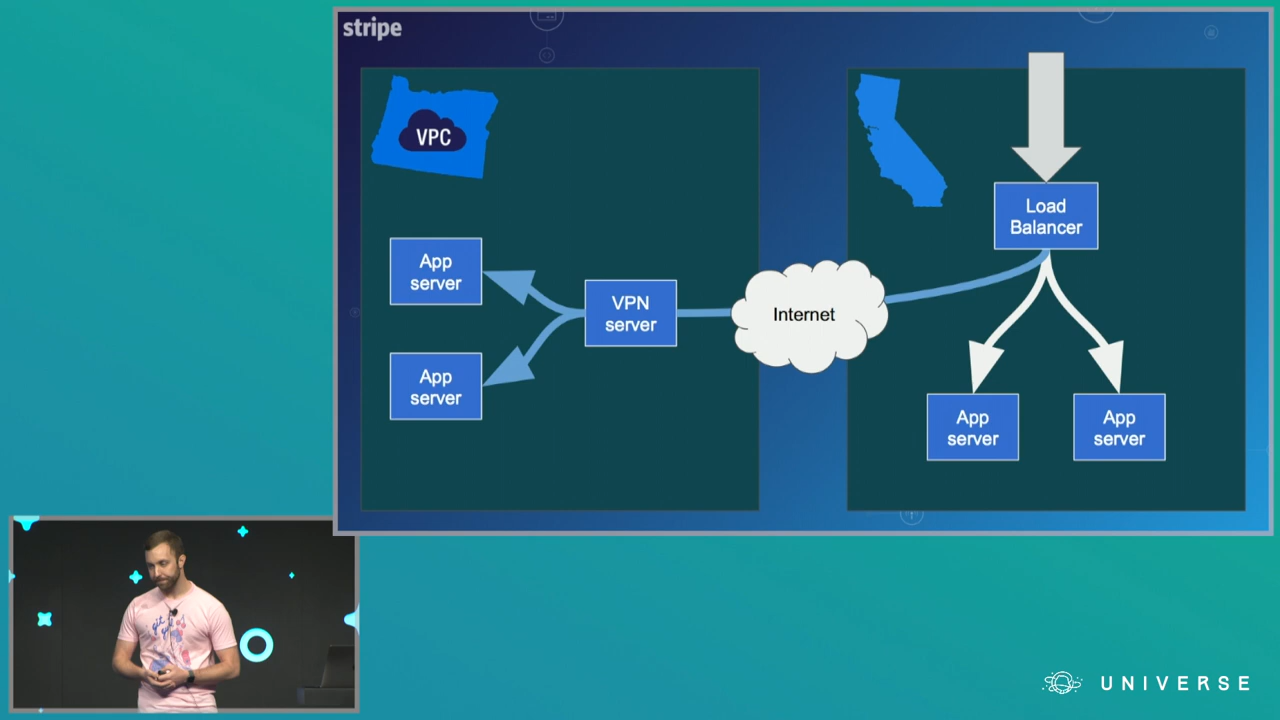 stripe
VPC
App
server
App
server
VPN
server
Internet
Load
Balancer
App
server
App
server
UNIVERSE